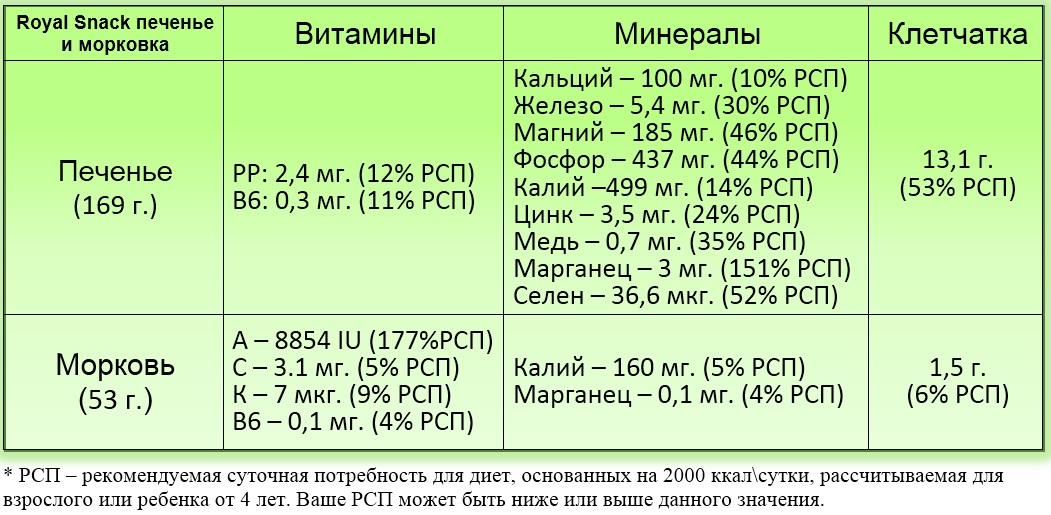 Royal Snack печенье
и морковка
Витамины
Минералы
Клетчатка
Печенье
(169 г.)
PP: 2,4 мг. (12% РСП)
В6: 0,3 мг. (11% РСП)
Кальций – 100 мг. (10% РСП)
Железо – 5,4 мг. (30% РСП)
Магний – 185 мг. (46% РСП)
Фосфор – 437 мг. (44% РСП)
Калий –499 мг. (14% РСП)
Цинк – 3,5 мг. (24% РСП)
Медь – 0,7 мг. (35% РСП)
Марганец – 3 мг. (151% РСП)
Селен – 36,6 мкг. (52% РСП)
13,1 г.
(53% РСП)
Морковь
(53 г.)
А – 8854 IU (177%РСП)
С – 3.1 мг. (5% РСП)
К – 7 мкг. (9% РСП)
В6 – 0,1 мг. (4% РСП)
Калий – 160 мг. (5% РСП)
Марганец – 0,1 мг. (4% РСП)
1,5 г.
(6% РСП)
* РСП – рекомендуемая суточная потребность для диет, основанных на 2000 ккал\сутки, рассчитываемая для
взрослого или ребенка от 4 лет. Ваше РСП может быть ниже или выше данного значения.